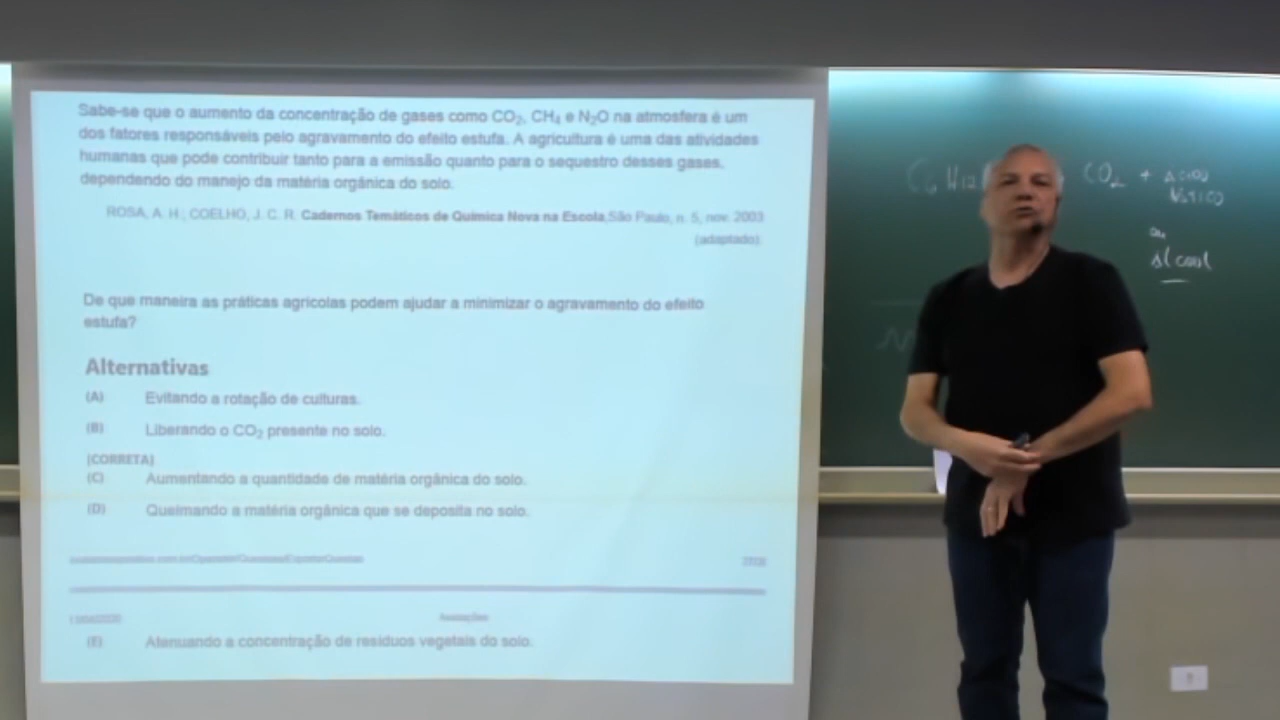 Sabe-se que o aumento da concentração de gases como CO₂, CH₄ e N₂O na atmosfera é um
dos fatores responsáveis pelo agravamento do efeito estufa. A agricultura é uma das atividades
humanas que pode contribuir tanto para a emissão quanto para o sequestro desses gases,
dependendo do manejo da matéria orgânica do solo.
ROSA, A. H.; COELHO, J. C. R. Cadernos Temáticos de Química Nova na Escola,São Paulo, n. 5, nov. 2003
(adaptado).
De que maneira as práticas agrícolas podem ajudar a minimizar o agravamento do efeito
estufa?
Alternativas
(A) Evitando a rotação de culturas.
(B) Liberando o CO₂ presente no solo.
[CORRETA]
(C) Aumentando a quantidade de matéria orgânica do solo.
(D) Queimando a matéria orgânica que se deposita no solo.
Avaliações
(E) Atenuando a concentração de resíduos vegetais do solo.
C₆H₁₂ CO₂ +
ou
álcool